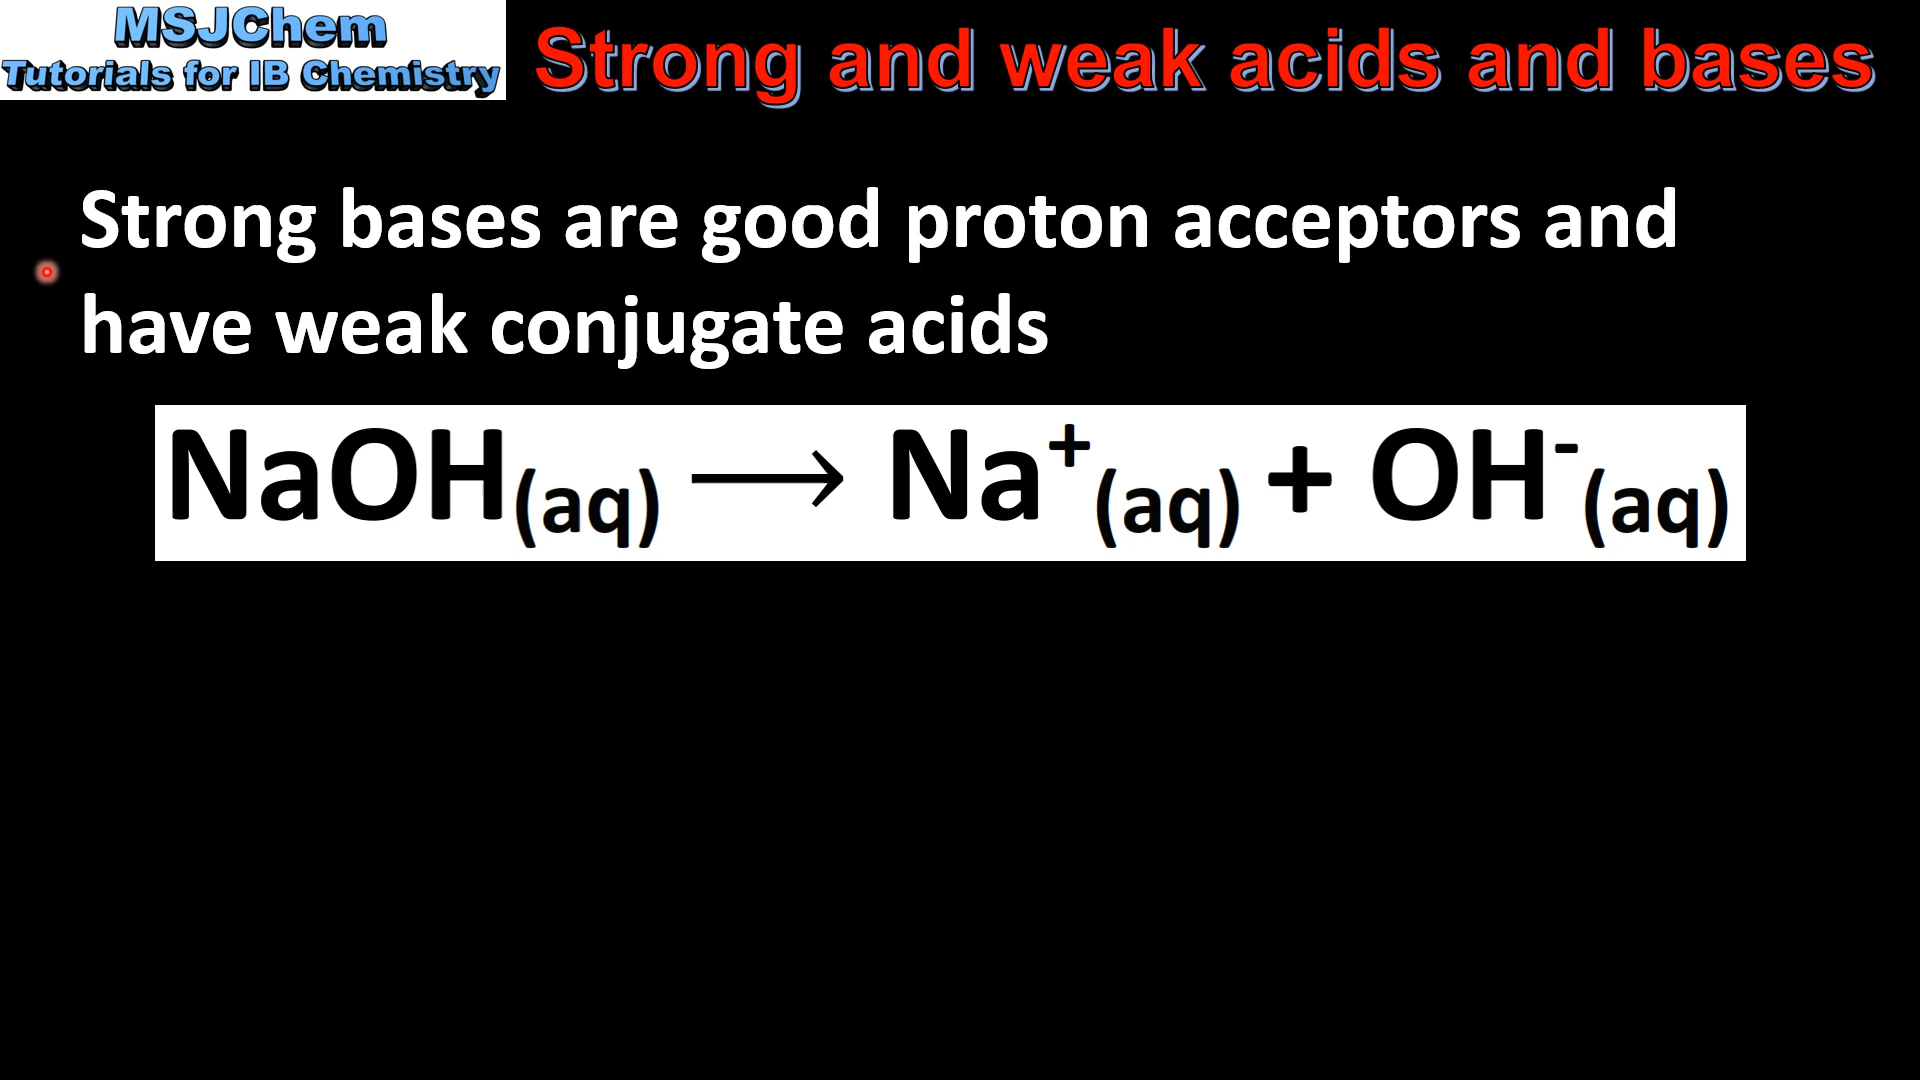 MSJChem
Tutorials for IB Chemistry
Strong and weak acids and bases
Strong bases are good proton acceptors and
have weak conjugate acids
NaOH(aq) ⟶ Na⁺(aq) + OH⁻(aq)